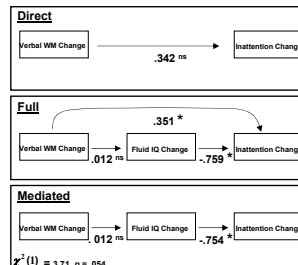 Direct
Verbal WM Change
Inattention Change
.342 ns
Full
.351 *
Verbal WM Change
Fluid IQ Change
Inattention Change
.012 ns
-.759 *
Mediated
Verbal WM Change
Fluid IQ Change
Inattention Change
.012 ns
-.754 *
χ²(1) = 3.71, p = .054